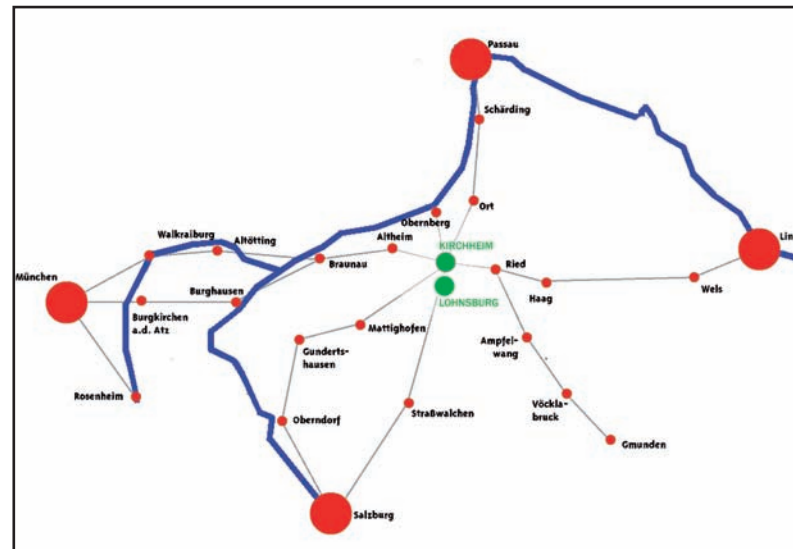 Passau
Schärding
Ort
Obernberg
Walkraiburg
Altötting
Altheim
KIRCHHEIM
Lin
Braunau
Ried
München
Burghausen
Haag
Wels
LOHNSBURG
Burgkirchen
a.d. Atz
Mattighofen
Gunderts-
hausen
Ampfel-
wang
Rosenheim
Oberndorf
Straßwalchen
Vöckla-
bruck
Gmunden
Salzburg